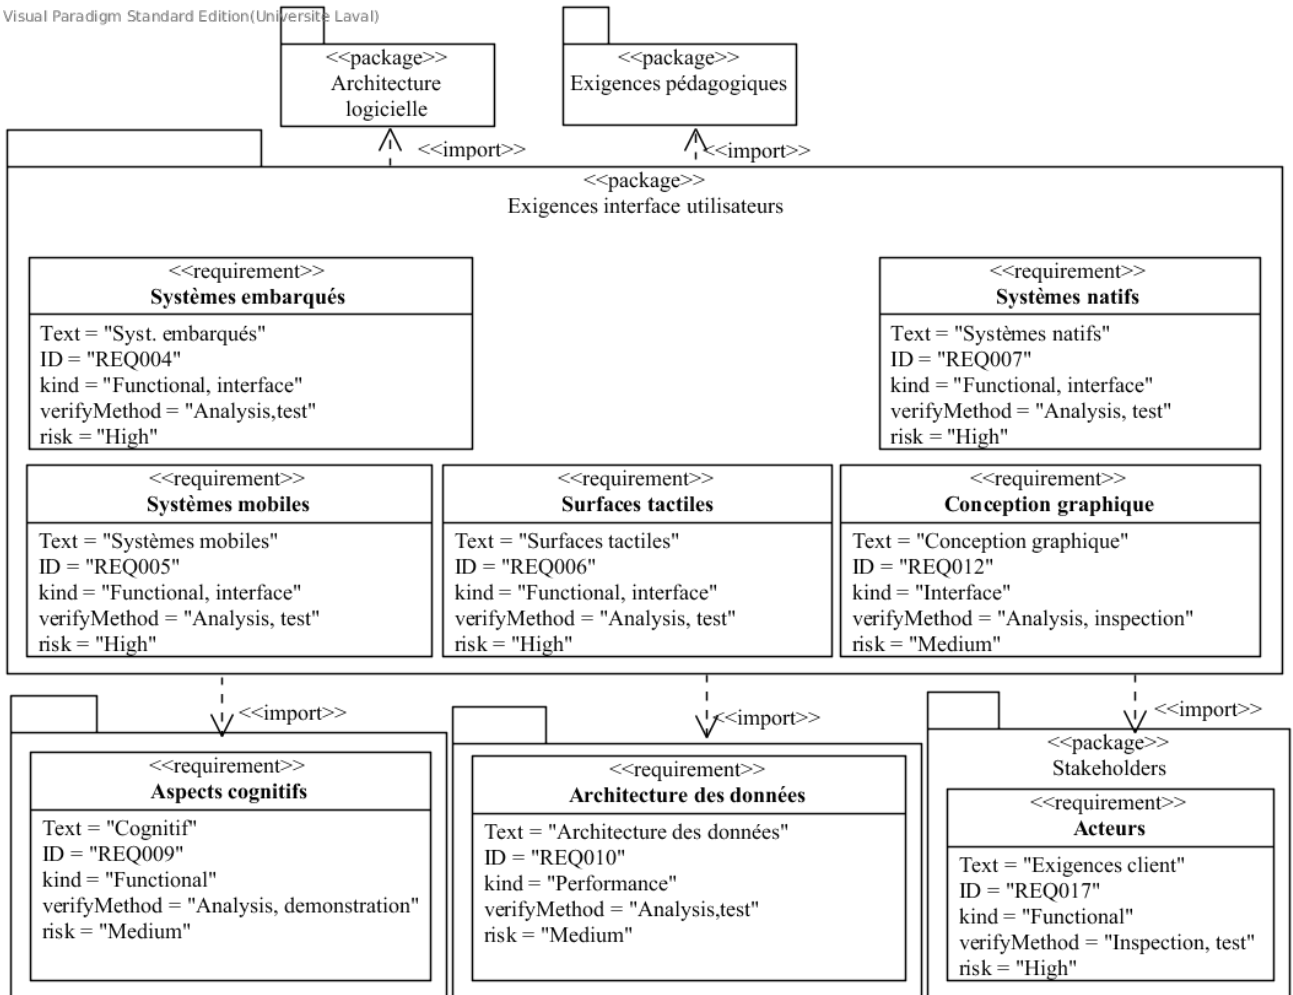 Visual Paradigm Standard Edition(Université Laval)
<<package>>
Architecture
logicielle
<<package>>
Exigences pédagogiques
<<import>>
<<import>>
<<package>>
Exigences interface utilisateurs
<<requirement>>
Systèmes embarqués
Text = "Syst. embarqués"
ID = "REQ004"
kind = "Functional, interface"
verifyMethod = "Analysis,test"
risk = "High"
<<requirement>>
Systèmes natifs
Text = "Systèmes natifs"
ID = "REQ007"
kind = "Functional, interface"
verifyMethod = "Analysis, test"
risk = "High"
<<requirement>>
Systèmes mobiles
Text = "Systèmes mobiles"
ID = "REQ005"
kind = "Functional, interface"
verifyMethod = "Analysis, test"
risk = "High"
<<requirement>>
Surfaces tactiles
Text = "Surfaces tactiles"
ID = "REQ006"
kind = "Functional, interface"
verifyMethod = "Analysis, test"
risk = "High"
<<requirement>>
Conception graphique
Text = "Conception graphique"
ID = "REQ012"
kind = "Interface"
verifyMethod = "Analysis, inspection"
risk = "Medium"
<<import>>
<<import>>
<<import>>
<<requirement>>
Aspects cognitifs
Text = "Cognitif"
ID = "REQ009"
kind = "Functional"
verifyMethod = "Analysis, demonstration"
risk = "Medium"
<<requirement>>
Architecture des données
Text = "Architecture des données"
ID = "REQ010"
kind = "Performance"
verifyMethod = "Analysis,test"
risk = "Medium"
<<package>>
Stakeholders
<<requirement>>
Acteurs
Text = "Exigences client"
ID = "REQ017"
kind = "Functional"
verifyMethod = "Inspection, test"
risk = "High"